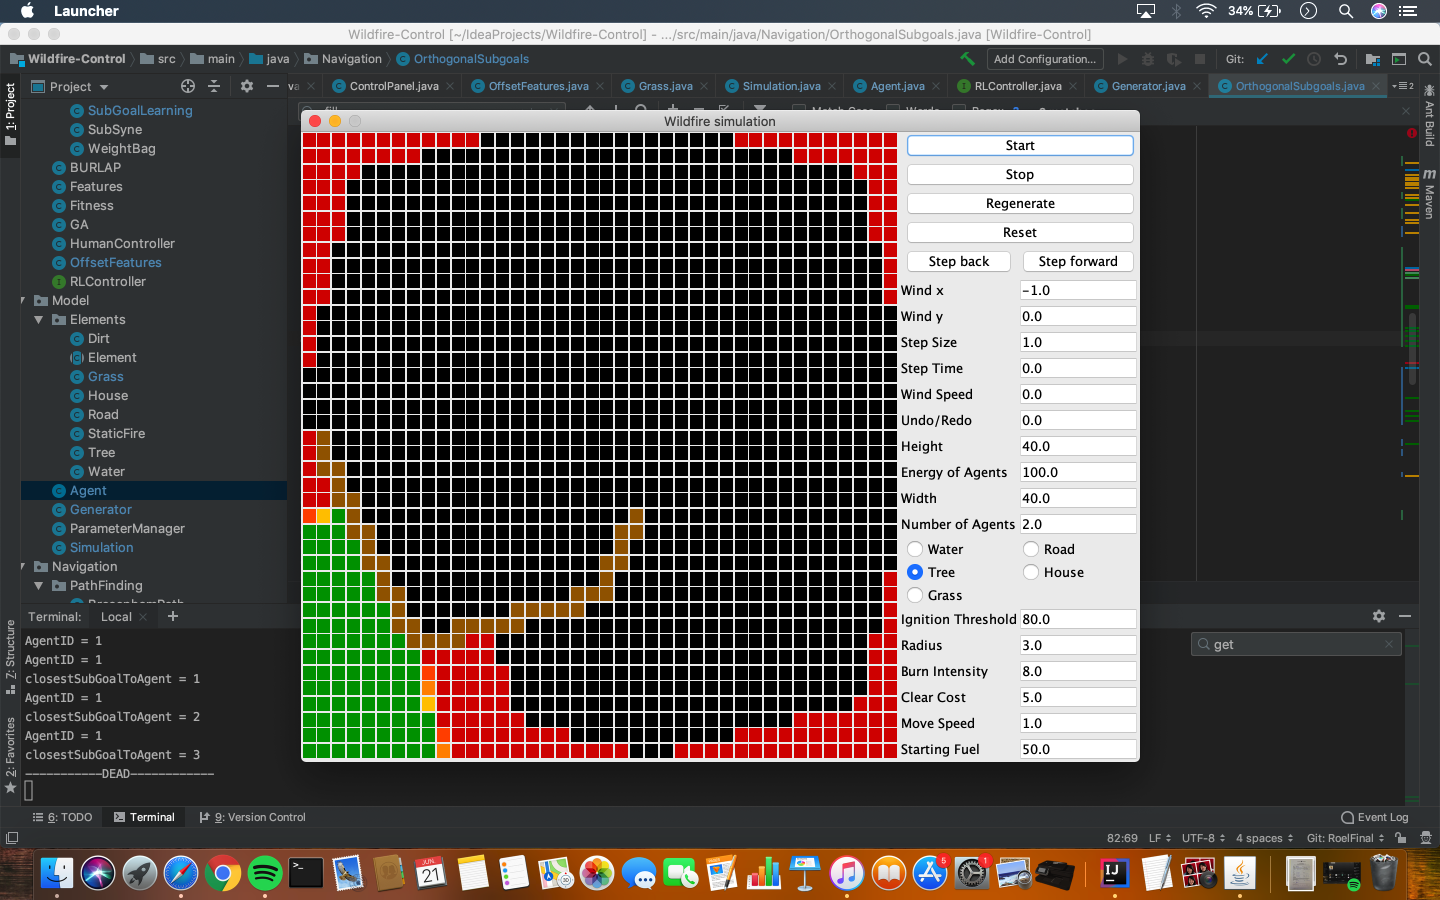 Launcher
34%
Wildfire-Control [~/IdeaProjects/Wildfire-Control] - .../src/main/java/Navigation/OrthogonalSubgoals.java [Wildfire-Control]
Wildfire-Control
src
main
java
Navigation
OrthogonalSubgoals
Add Configuration...
Git:
Project
ControlPanel.java
OffsetFeatures.java
Grass.java
Simulation.java
Agent.java
RLController.java
Generator.java
OrthogonalSubgoals.java
1: Project
SubGoalLearning
SubSyne
WeightBag
BURLAP
Features
Fitness
GA
HumanController
OffsetFeatures
RLController
Model
Elements
Dirt
Element
Grass
House
Road
StaticFire
Tree
Water
Agent
Generator
ParameterManager
Simulation
Navigation
PathFinding
Wildfire simulation
Start
Stop
Regenerate
Reset
Step back
Step forward
Wind x
-1.0
Wind y
0.0
Step Size
1.0
Step Time
0.0
Wind Speed
0.0
Undo/Redo
0.0
Height
40.0
Energy of Agents
100.0
Width
40.0
Number of Agents
2.0
Water
Road
Tree
House
Grass
Ignition Threshold
80.0
Radius
3.0
Burn Intensity
8.0
Clear Cost
5.0
Move Speed
1.0
Starting Fuel
50.0
Ant Build
Maven
Terminal:
Local
get
AgentID = 1
AgentID = 1
closestSubGoalToAgent = 1
AgentID = 1
closestSubGoalToAgent = 2
AgentID = 1
closestSubGoalToAgent = 3
-----------DEAD------------
7: Structure
2: Favorites
6: TODO
Terminal
9: Version Control
Event Log
82:69
LF
UTF-8
4 spaces
Git: RoelFinal
JUN
21
5
1